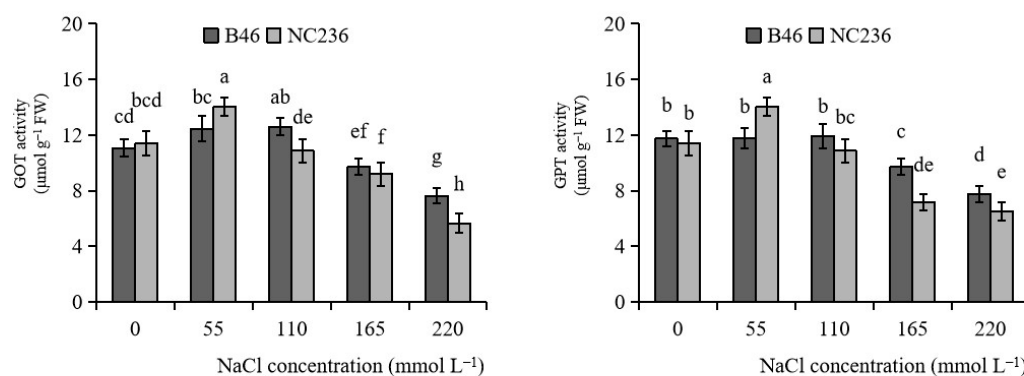 20
16
12
8
4
0
GOT activity
(µmol g⁻¹ FW)
B46 NC236
cd bcd bc a ab de ef f g h
0 55 110 165 220
NaCl concentration (mmol L⁻¹)
20
16
12
8
4
0
GPT activity
(µmol g⁻¹ FW)
B46 NC236
b b b a b bc c de d e
0 55 110 165 220
NaCl concentration (mmol L⁻¹)